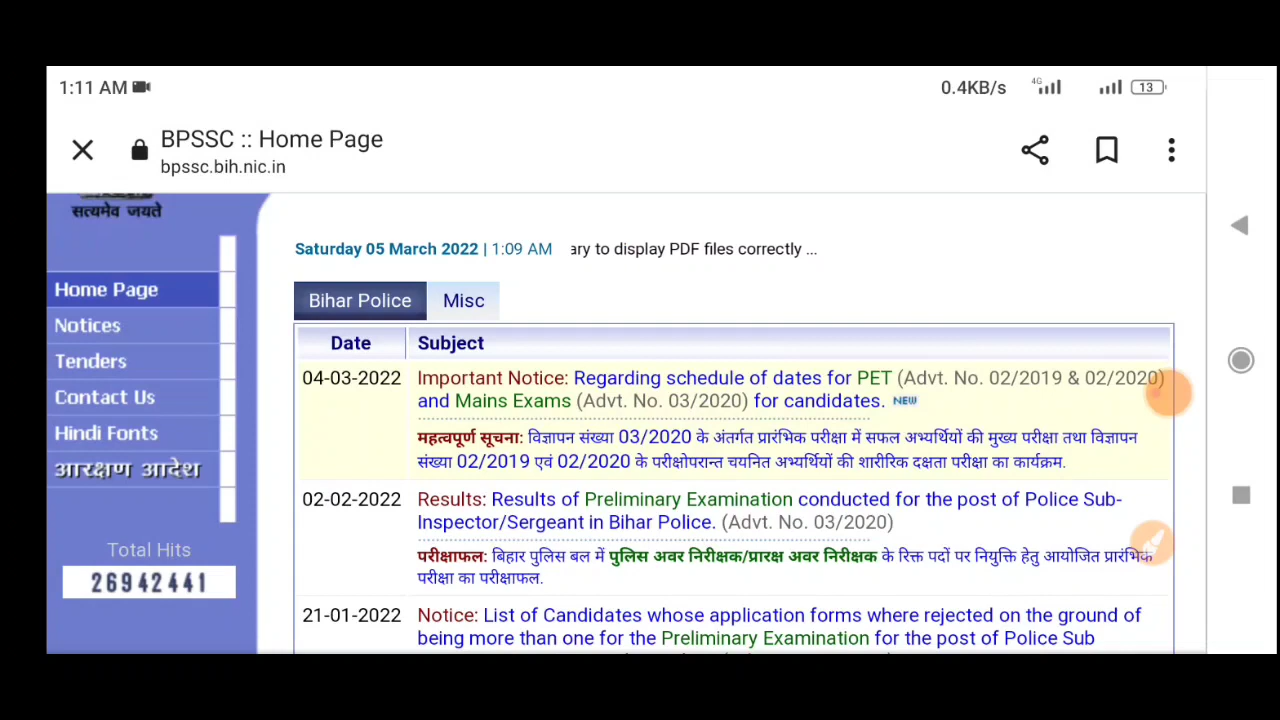 1:11 AM
0.4KB/s 4G 13
BPSSC :: Home Page
bpssc.bih.nic.in
सत्यमेव जयते
Home Page
Notices
Tenders
Contact Us
Hindi Fonts
आरक्षण आदेश
Total Hits
26942441
Saturday 05 March 2022 | 1:09 AM ary to display PDF files correctly ...
Bihar Police Misc
Date Subject
04-03-2022 Important Notice: Regarding schedule of dates for PET (Advt. No. 02/2019 & 02/2020)
and Mains Exams (Advt. No. 03/2020) for candidates. NEW
महत्वपूर्ण सूचना: विज्ञापन संख्या 03/2020 के अंतर्गत प्रारंभिक परीक्षा में सफल अभ्यर्थियों की मुख्य परीक्षा तथा विज्ञापन
संख्या 02/2019 एवं 02/2020 के परीक्षोपरान्त चयनित अभ्यर्थियों की शारीरिक दक्षता परीक्षा का कार्यक्रम.
02-02-2022 Results: Results of Preliminary Examination conducted for the post of Police Sub-
Inspector/Sergeant in Bihar Police. (Advt. No. 03/2020)
परीक्षाफल: बिहार पुलिस बल में पुलिस अवर निरीक्षक/प्रारक्ष अवर निरीक्षक के रिक्त पदों पर नियुक्ति हेतु आयोजित प्रारंभिक
परीक्षा का परीक्षाफल.
21-01-2022 Notice: List of Candidates whose application forms where rejected on the ground of
being more than one for the Preliminary Examination for the post of Police Sub